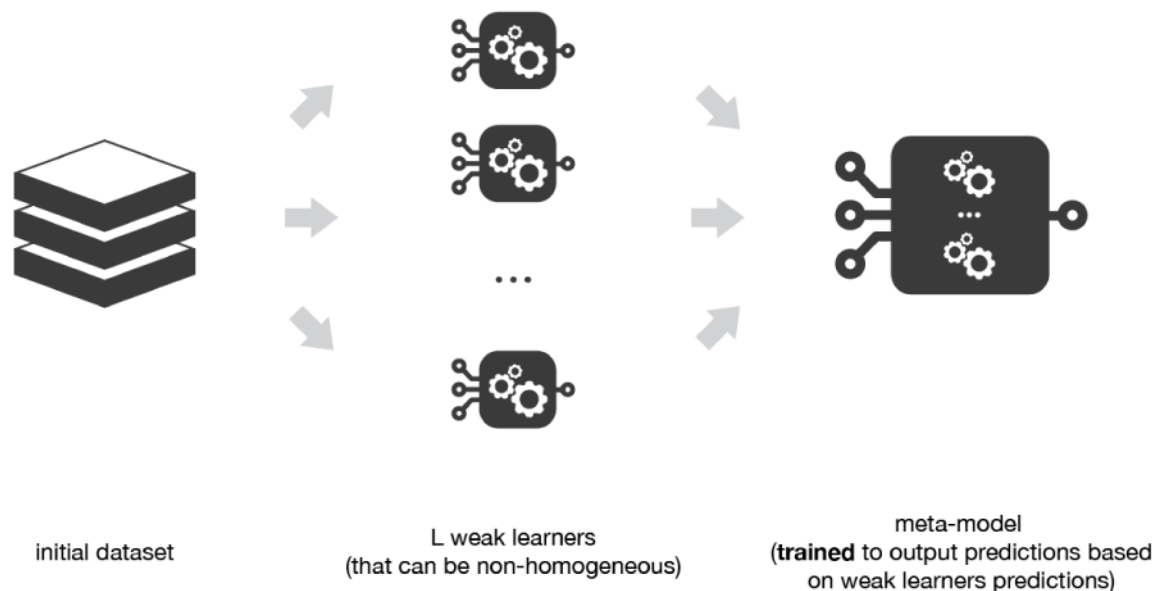 ...
...
initial dataset
L weak learners
(that can be non-homogeneous)
meta-model
(trained to output predictions based
on weak learners predictions)